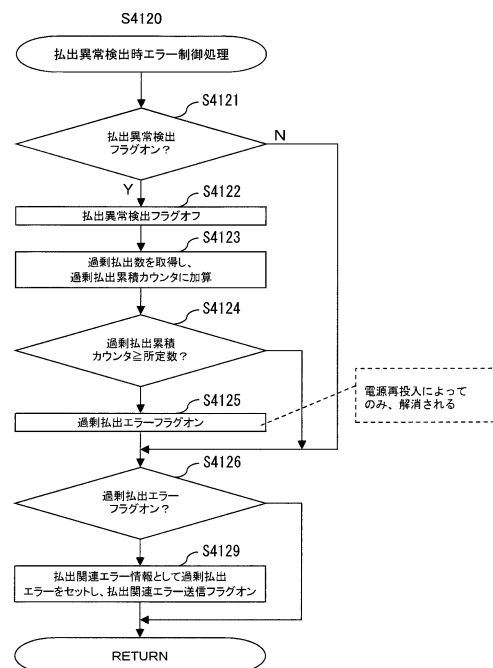 S4120
払出異常検出時エラー制御処理
S4121
払出異常検出
フラグオン?
N
Y
S4122
払出異常検出フラグオフ
S4123
過剰払出数を取得し、
過剰払出累積カウンタに加算
S4124
過剰払出累積
カウンタ≧所定数?
S4125
過剰払出エラーフラグオン
電源再投入によって
のみ、解消される
S4126
過剰払出エラー
フラグオン?
S4129
払出関連エラー情報として過剰払出
エラーをセットし、払出関連エラー送信フラグオン
RETURN